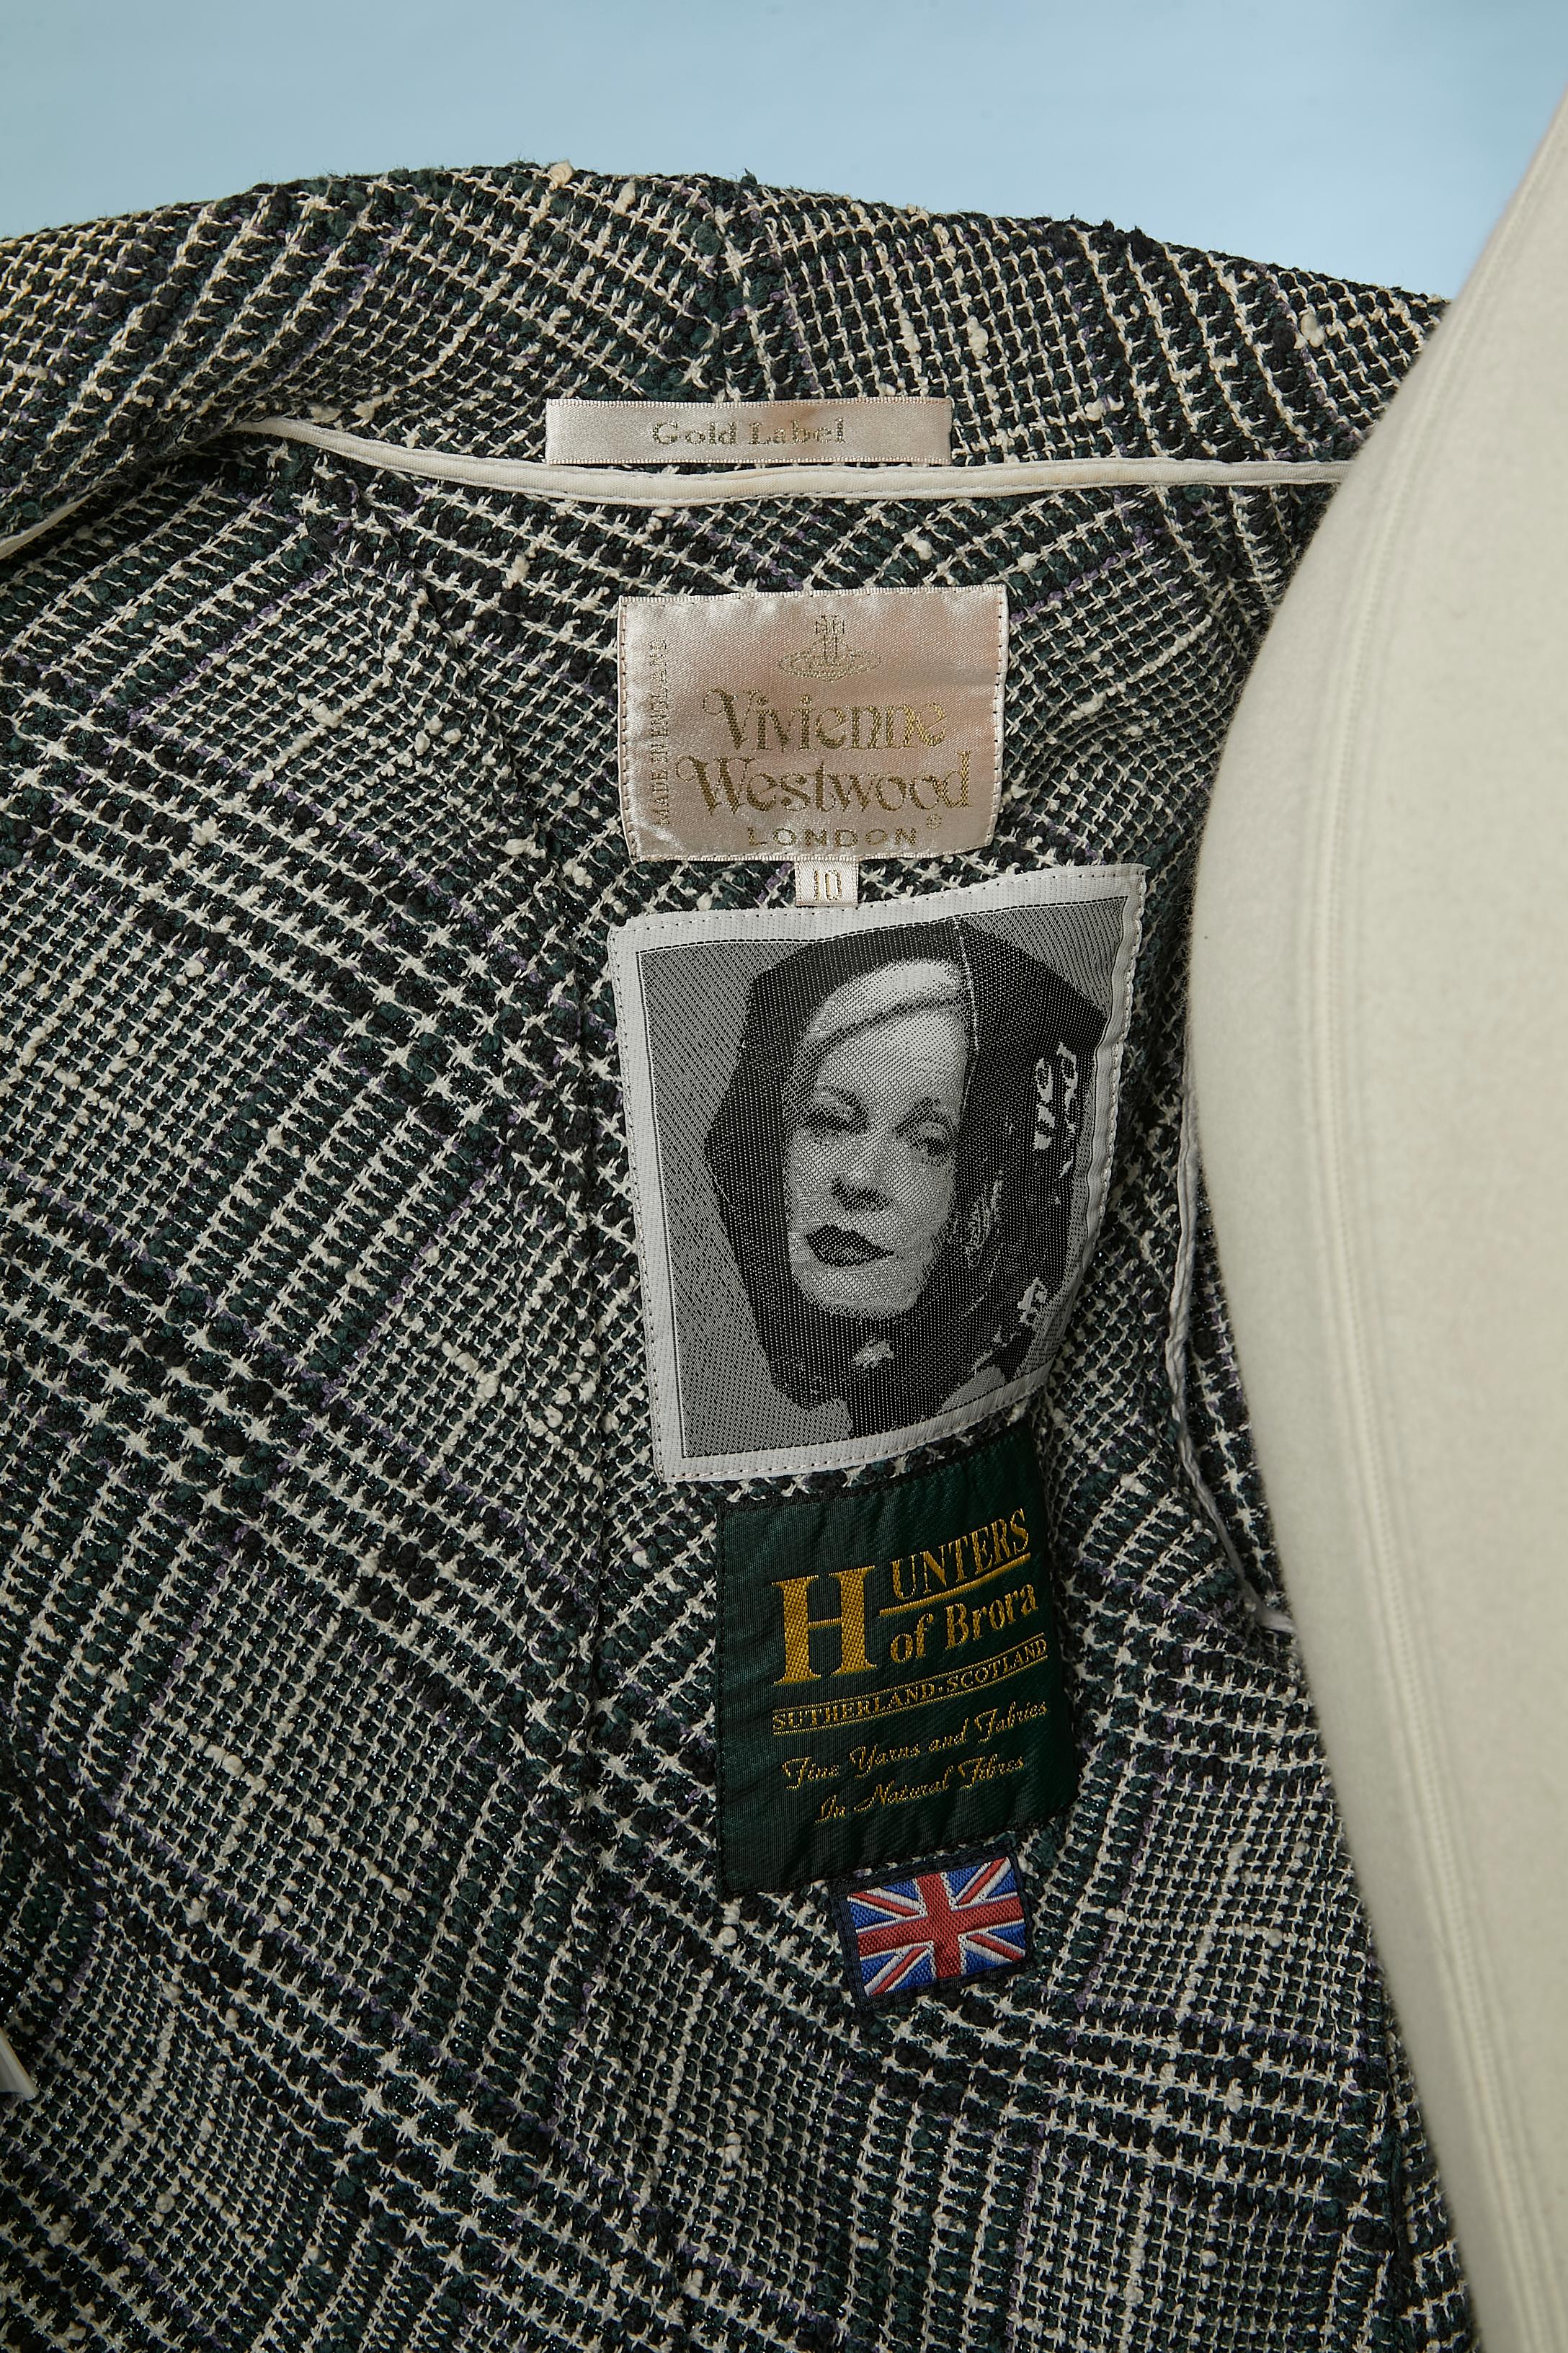 Gold Label
MADE IN ENGLAND
Vivienne
Westwood
LONDON®
10
HUNTERS
of Brora
SUTHERLAND·SCOTLAND
Fine Yarns and Fabrics
In Natural Fibres